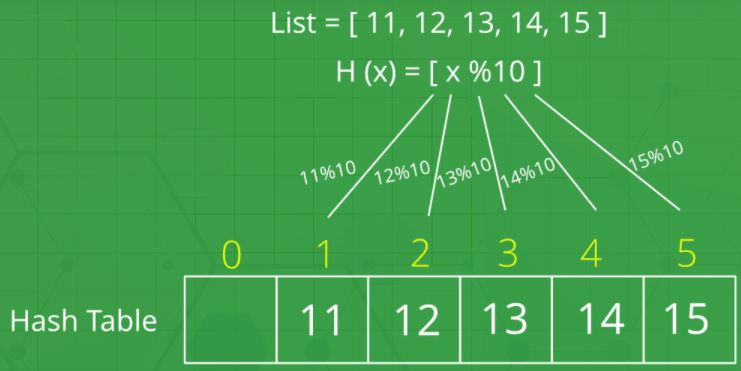 List = [ 11, 12, 13, 14, 15 ]
H (x) = [ x %10 ]
11%10 12%10 13%10 14%10 15%10
0 1 2 3 4 5
Hash Table 11 12 13 14 15